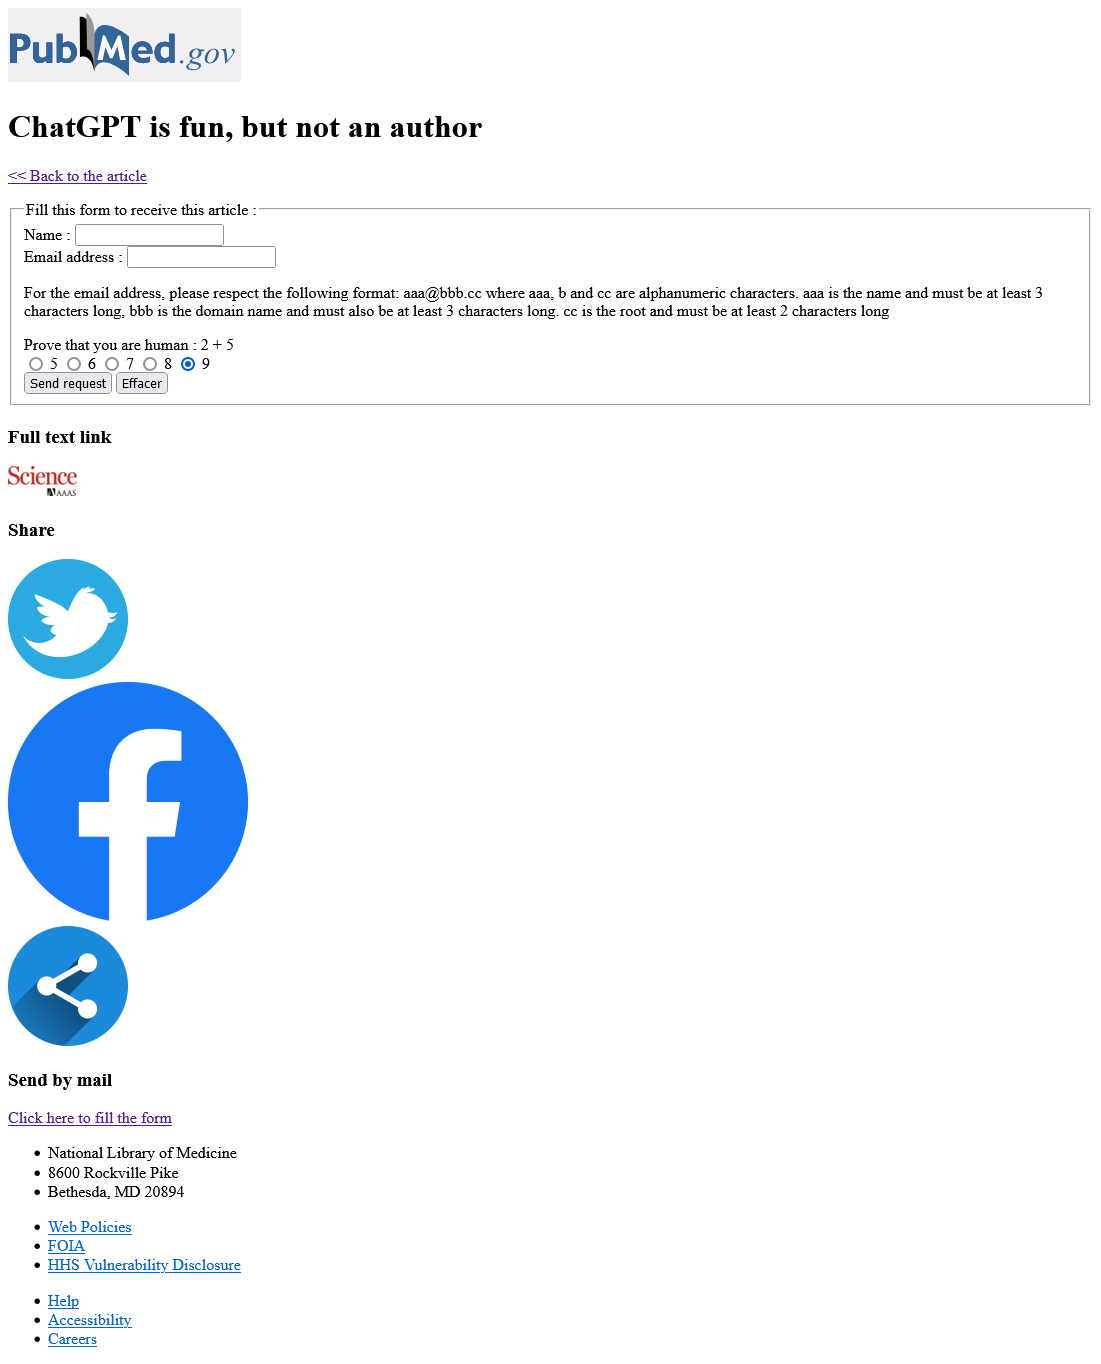 PubMed.gov
ChatGPT is fun, but not an author
<< Back to the article
Fill this form to receive this article :
Name :
Email address :
For the email address, please respect the following format: aaa@bbb.cc where aaa, b and cc are alphanumeric characters. aaa is the name and must be at least 3
characters long, bbb is the domain name and must also be at least 3 characters long. cc is the root and must be at least 2 characters long
Prove that you are human : 2 + 5
5 6 7 8 9
Send request Effacer
Full text link
Science
AAAS
Share
Send by mail
Click here to fill the form
National Library of Medicine
8600 Rockville Pike
Bethesda, MD 20894
Web Policies
FOIA
HHS Vulnerability Disclosure
Help
Accessibility
Careers